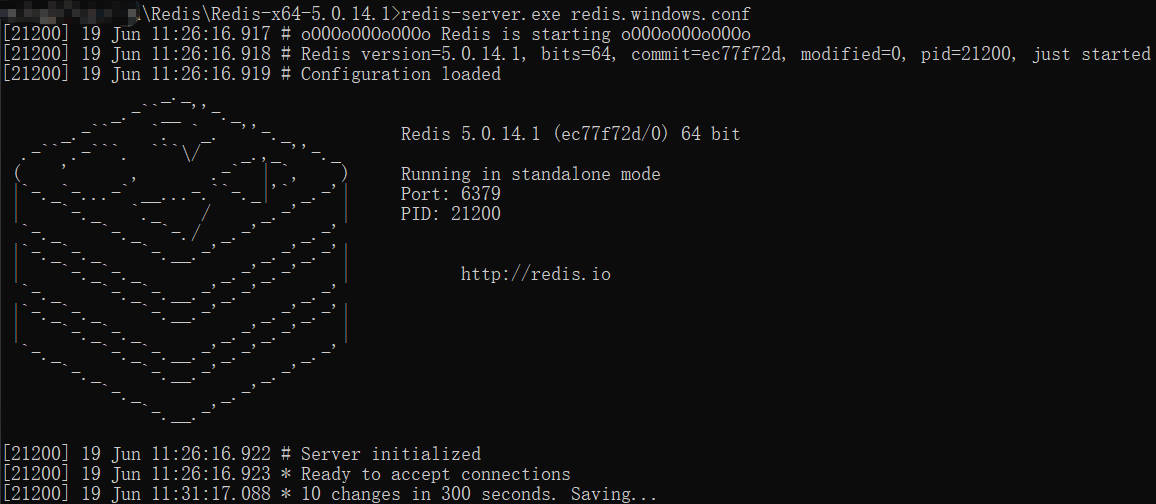 \Redis\Redis-x64-5.0.14.1>redis-server.exe redis.windows.conf
[21200] 19 Jun 11:26:16.917 # oO0OoO0OoO0Oo Redis is starting oO0OoO0OoO0Oo
[21200] 19 Jun 11:26:16.918 # Redis version=5.0.14.1, bits=64, commit=ec77f72d, modified=0, pid=21200, just started
[21200] 19 Jun 11:26:16.919 # Configuration loaded
Redis 5.0.14.1 (ec77f72d/0) 64 bit
Running in standalone mode
Port: 6379
PID: 21200
http://redis.io
[21200] 19 Jun 11:26:16.922 # Server initialized
[21200] 19 Jun 11:26:16.923 * Ready to accept connections
[21200] 19 Jun 11:31:17.088 * 10 changes in 300 seconds. Saving...